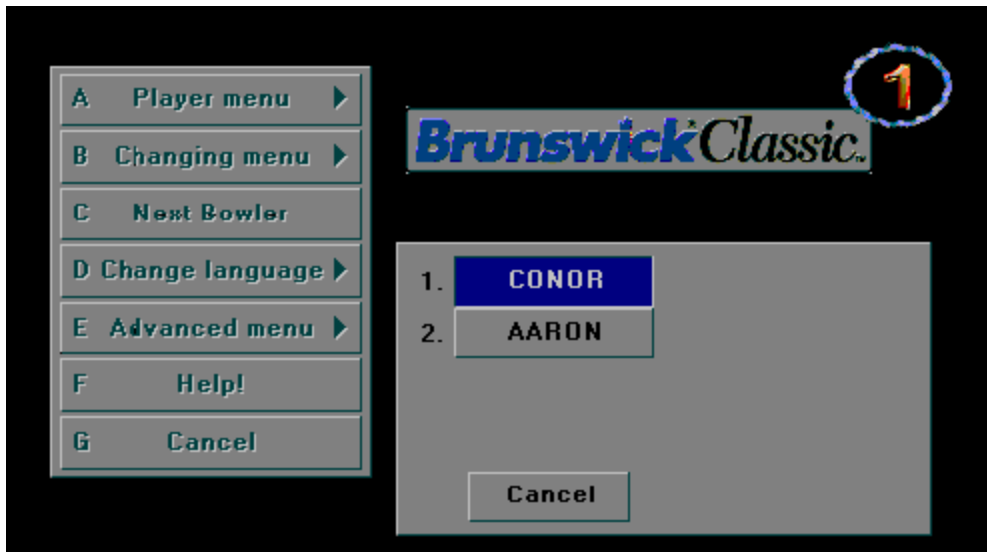 A Player menu
B Changing menu
C Next Bowler
D Change language
E Advanced menu
F Help!
G Cancel
1
Brunswick Classic™
1. CONOR
2. AARON
Cancel